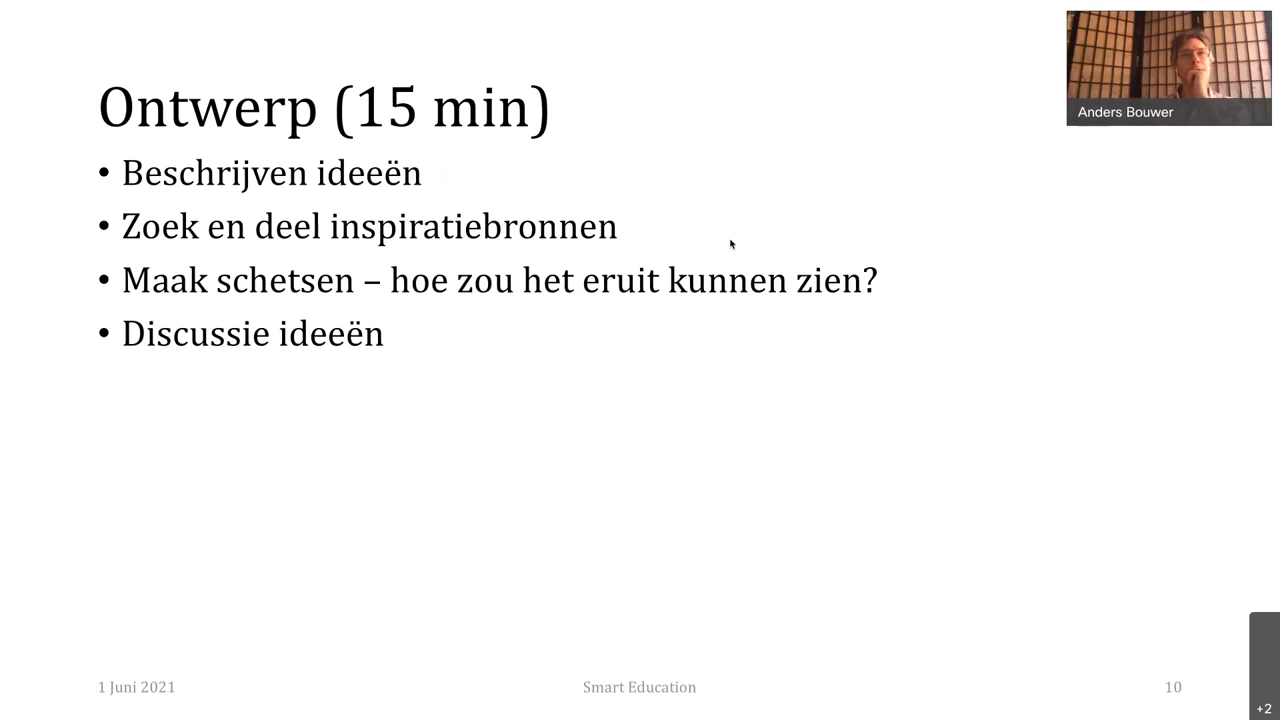 Ontwerp (15 min)
• Beschrijven ideeën
• Zoek en deel inspiratiebronnen
• Maak schetsen – hoe zou het eruit kunnen zien?
• Discussie ideeën
Anders Bouwer
1 Juni 2021
Smart Education
10
+2